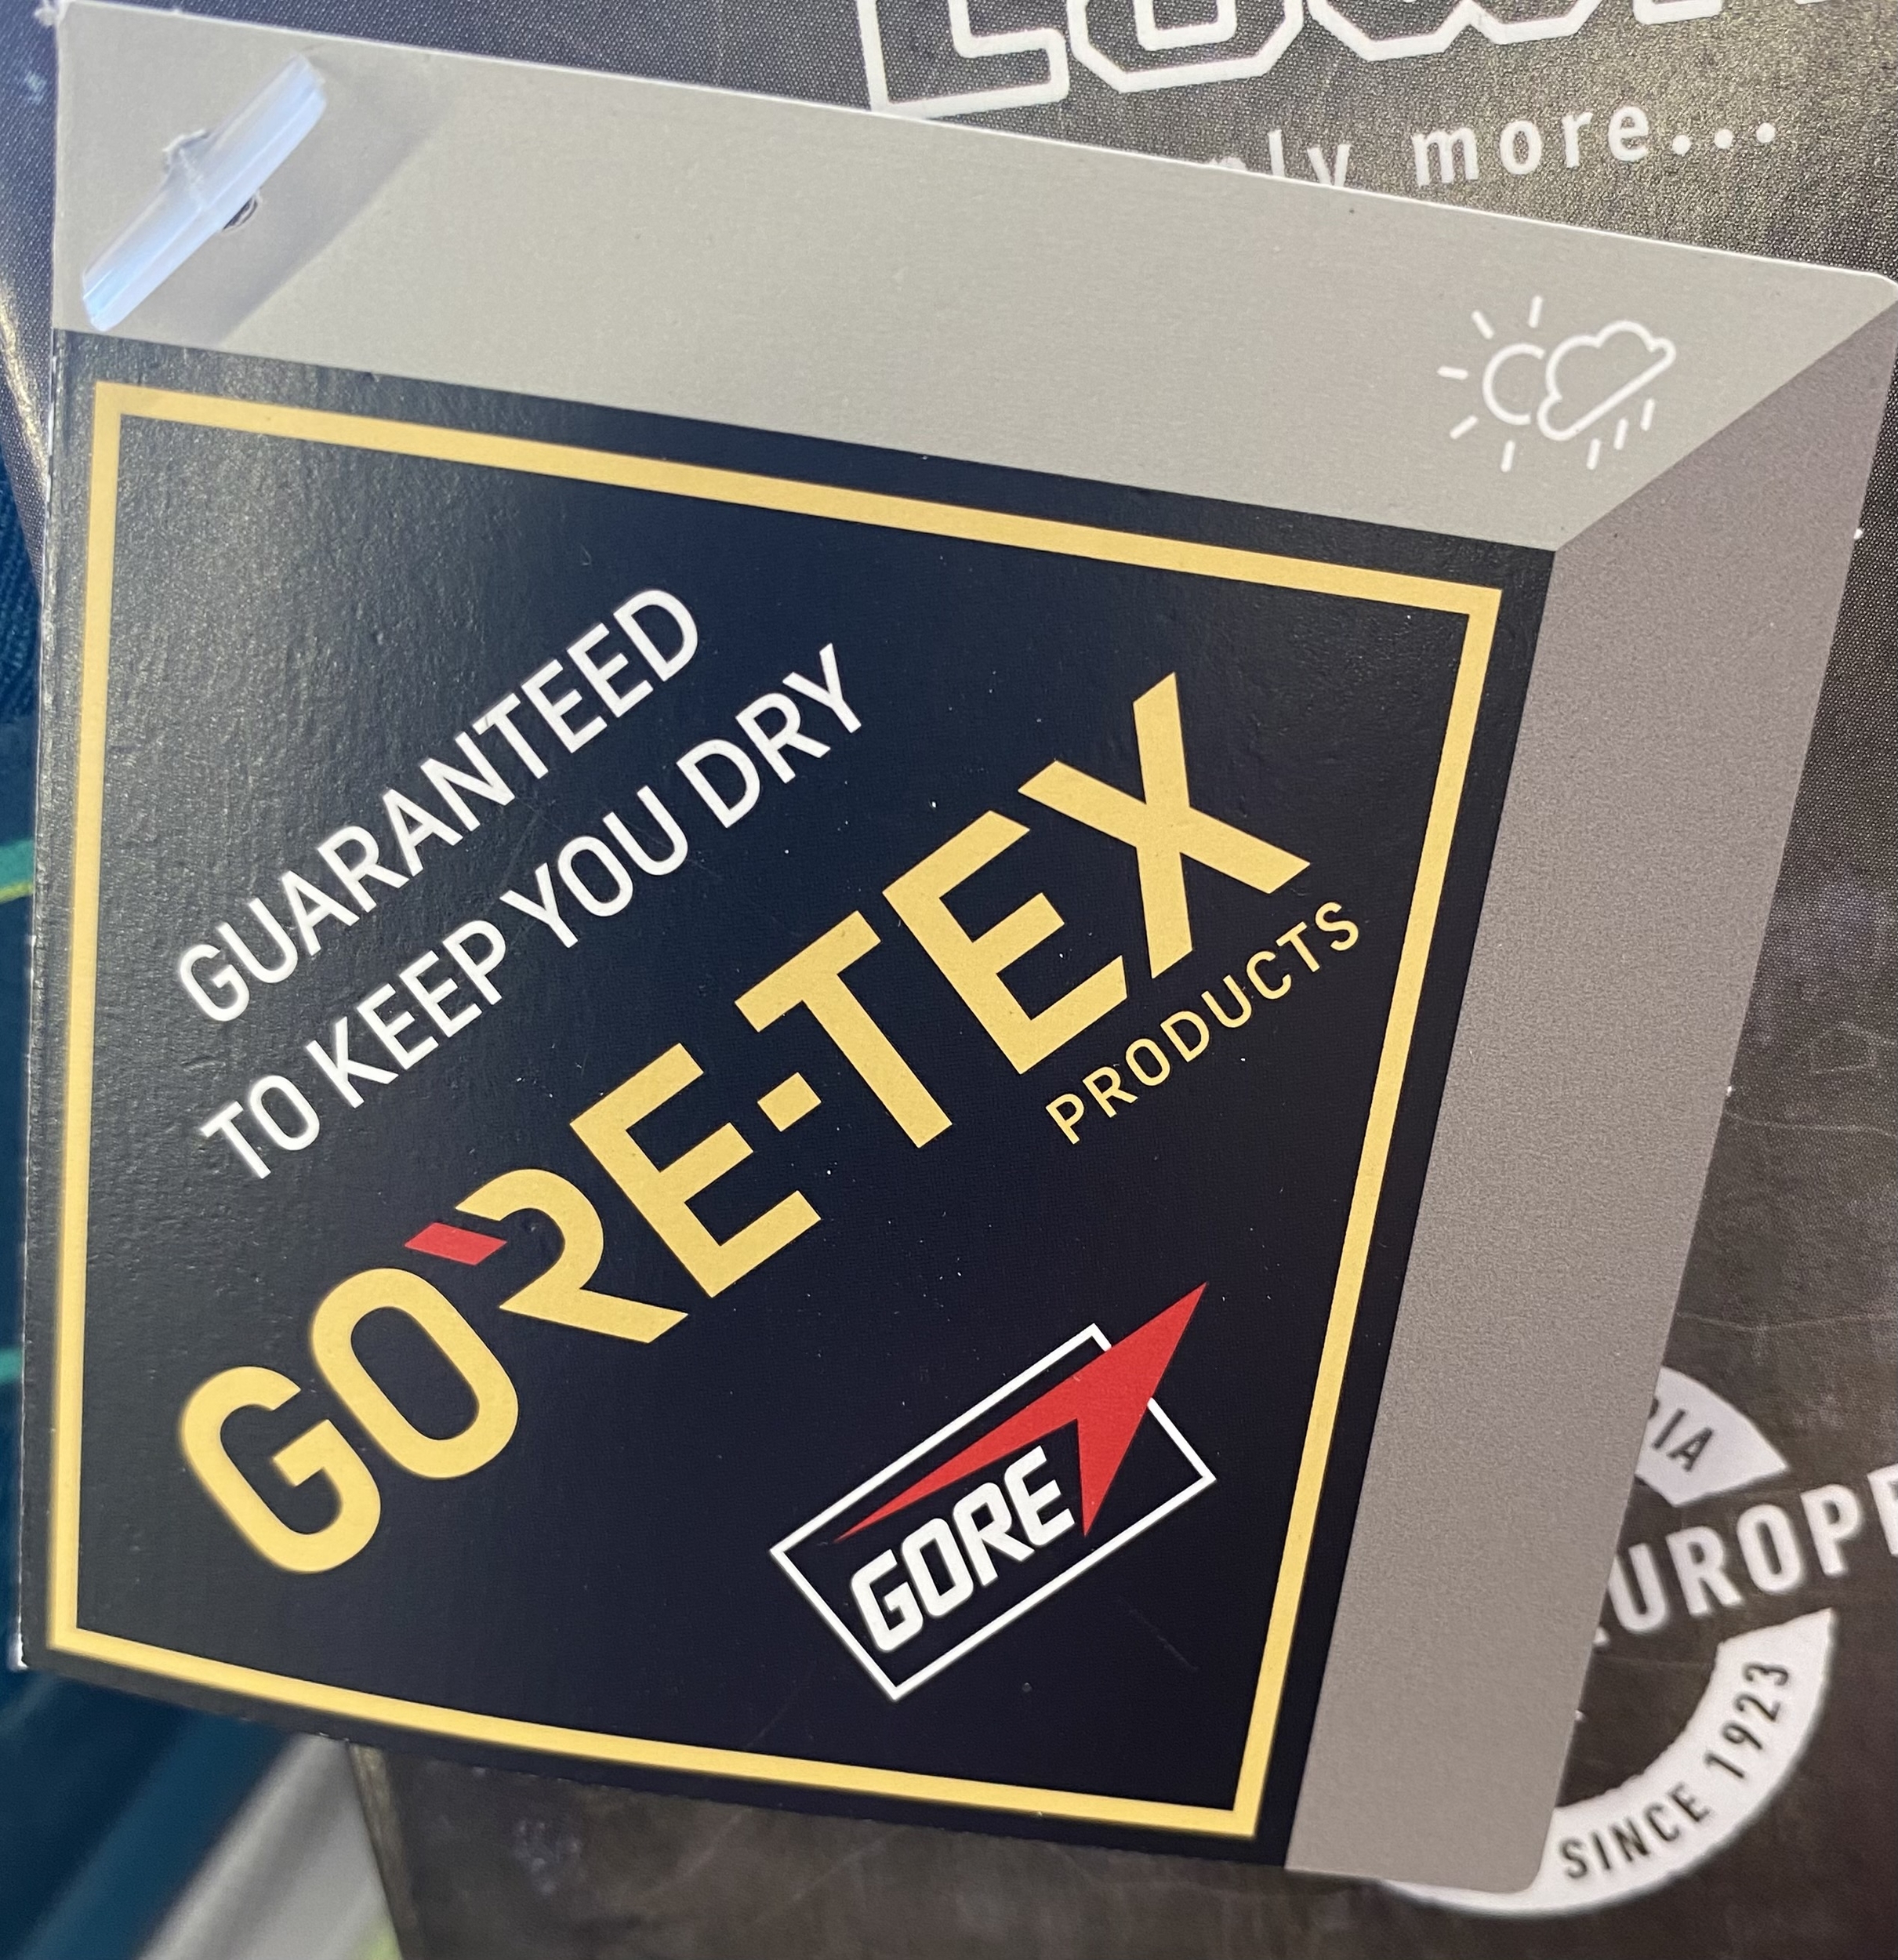 more...
GUARANTEED
TO KEEP YOU DRY
GORE-TEX
PRODUCTS
GORE
SINCE 1923